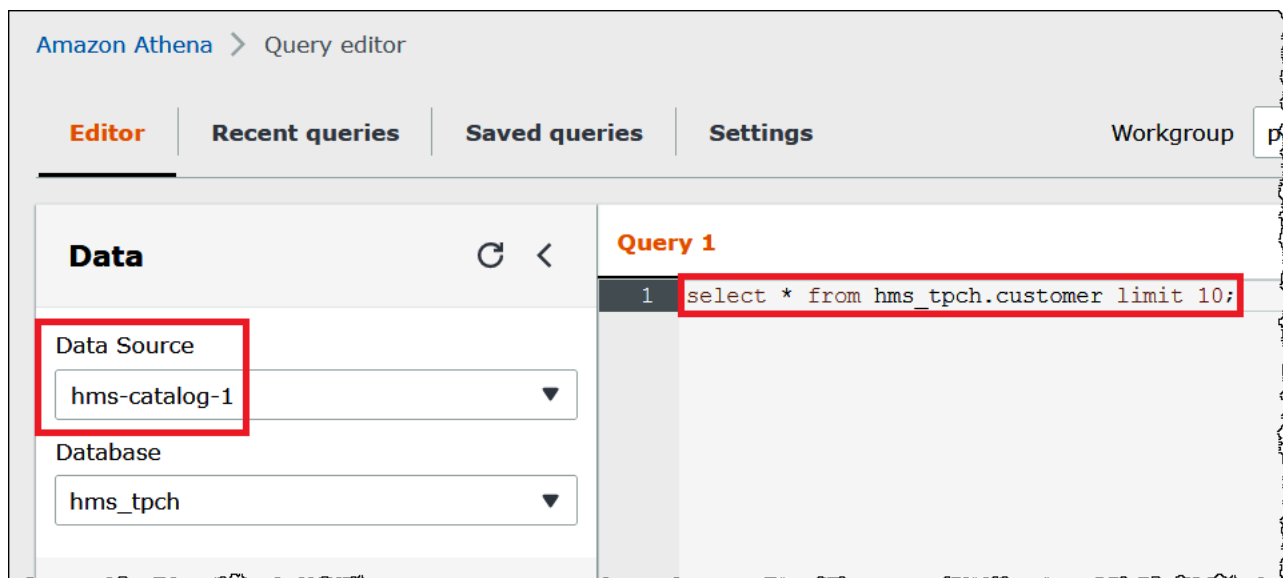 Amazon Athena > Query editor
Editor Recent queries Saved queries Settings Workgroup
Data
Query 1
1 select * from hms_tpch.customer limit 10;
Data Source
hms-catalog-1
Database
hms_tpch